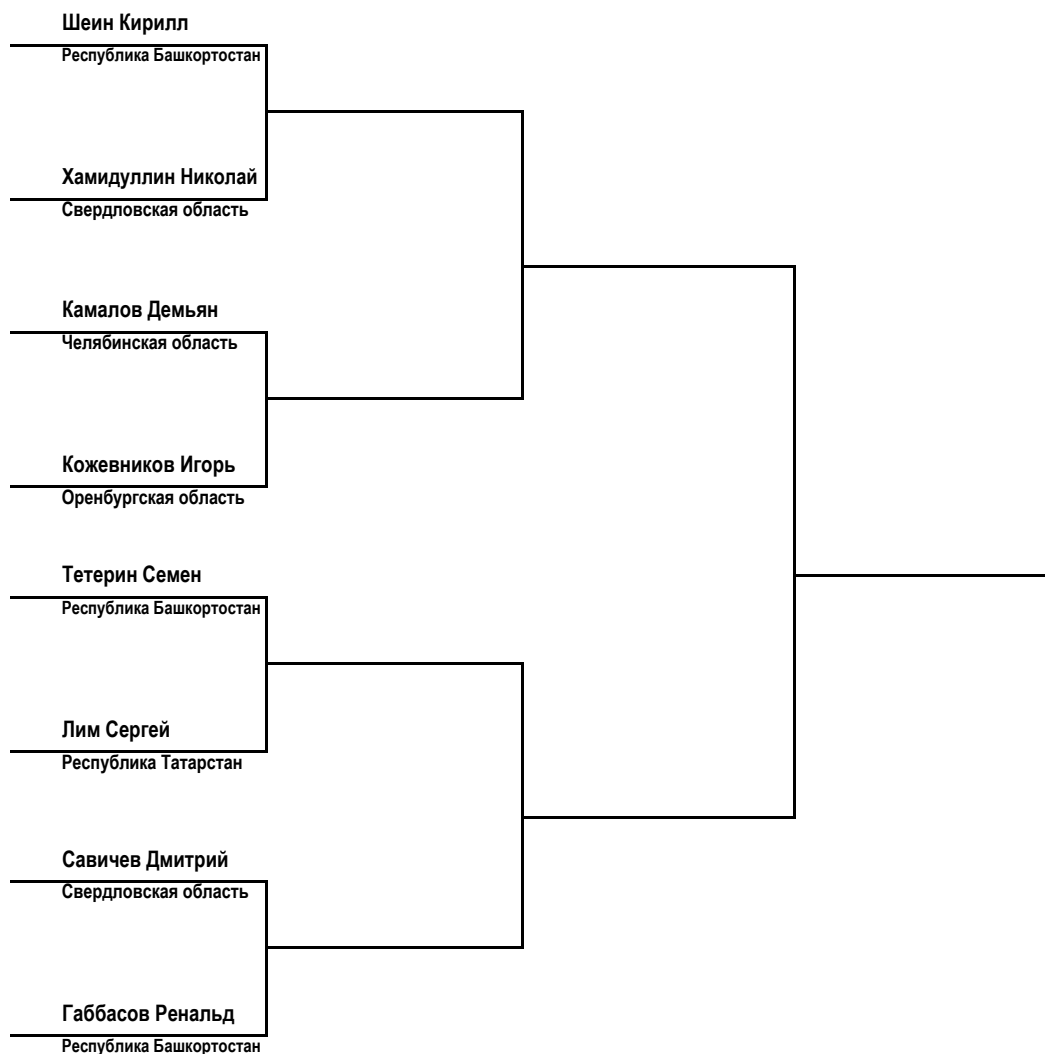 Шеин Кирилл
Республика Башкортостан
Хамидуллин Николай
Свердловская область
Камалов Демьян
Челябинская область
Кожевников Игорь
Оренбургская область
Тетерин Семен
Республика Башкортостан
Лим Сергей
Республика Татарстан
Савичев Дмитрий
Свердловская область
Габбасов Ренальд
Республика Башкортостан